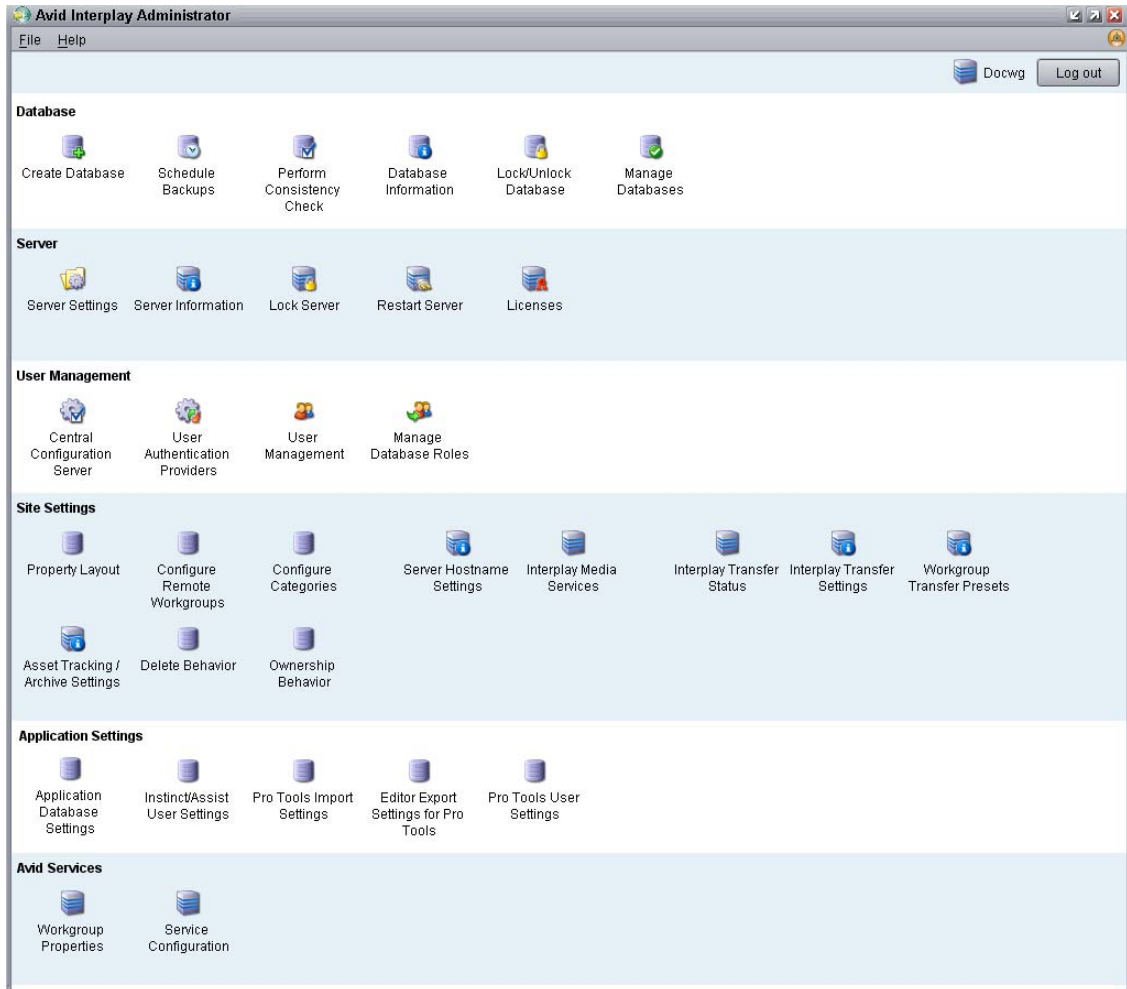 Avid Interplay Administrator
File Help
Docwg Log out
Database
Create Database
Schedule
Backups
Perform
Consistency
Check
Database
Information
Lock/Unlock
Database
Manage
Databases
Server
Server Settings
Server Information
Lock Server
Restart Server
Licenses
User Management
Central
Configuration
Server
User
Authentication
Providers
User
Management
Manage
Database Roles
Site Settings
Property Layout
Configure
Remote
Workgroups
Configure
Categories
Server Hostname
Settings
Interplay Media
Services
Interplay Transfer
Status
Interplay Transfer
Settings
Workgroup
Transfer Presets
Asset Tracking /
Archive Settings
Delete Behavior
Ownership
Behavior
Application Settings
Application
Database
Settings
Instinct/Assist
User Settings
Pro Tools Import
Settings
Editor Export
Settings for Pro
Tools
Pro Tools User
Settings
Avid Services
Workgroup
Properties
Service
Configuration